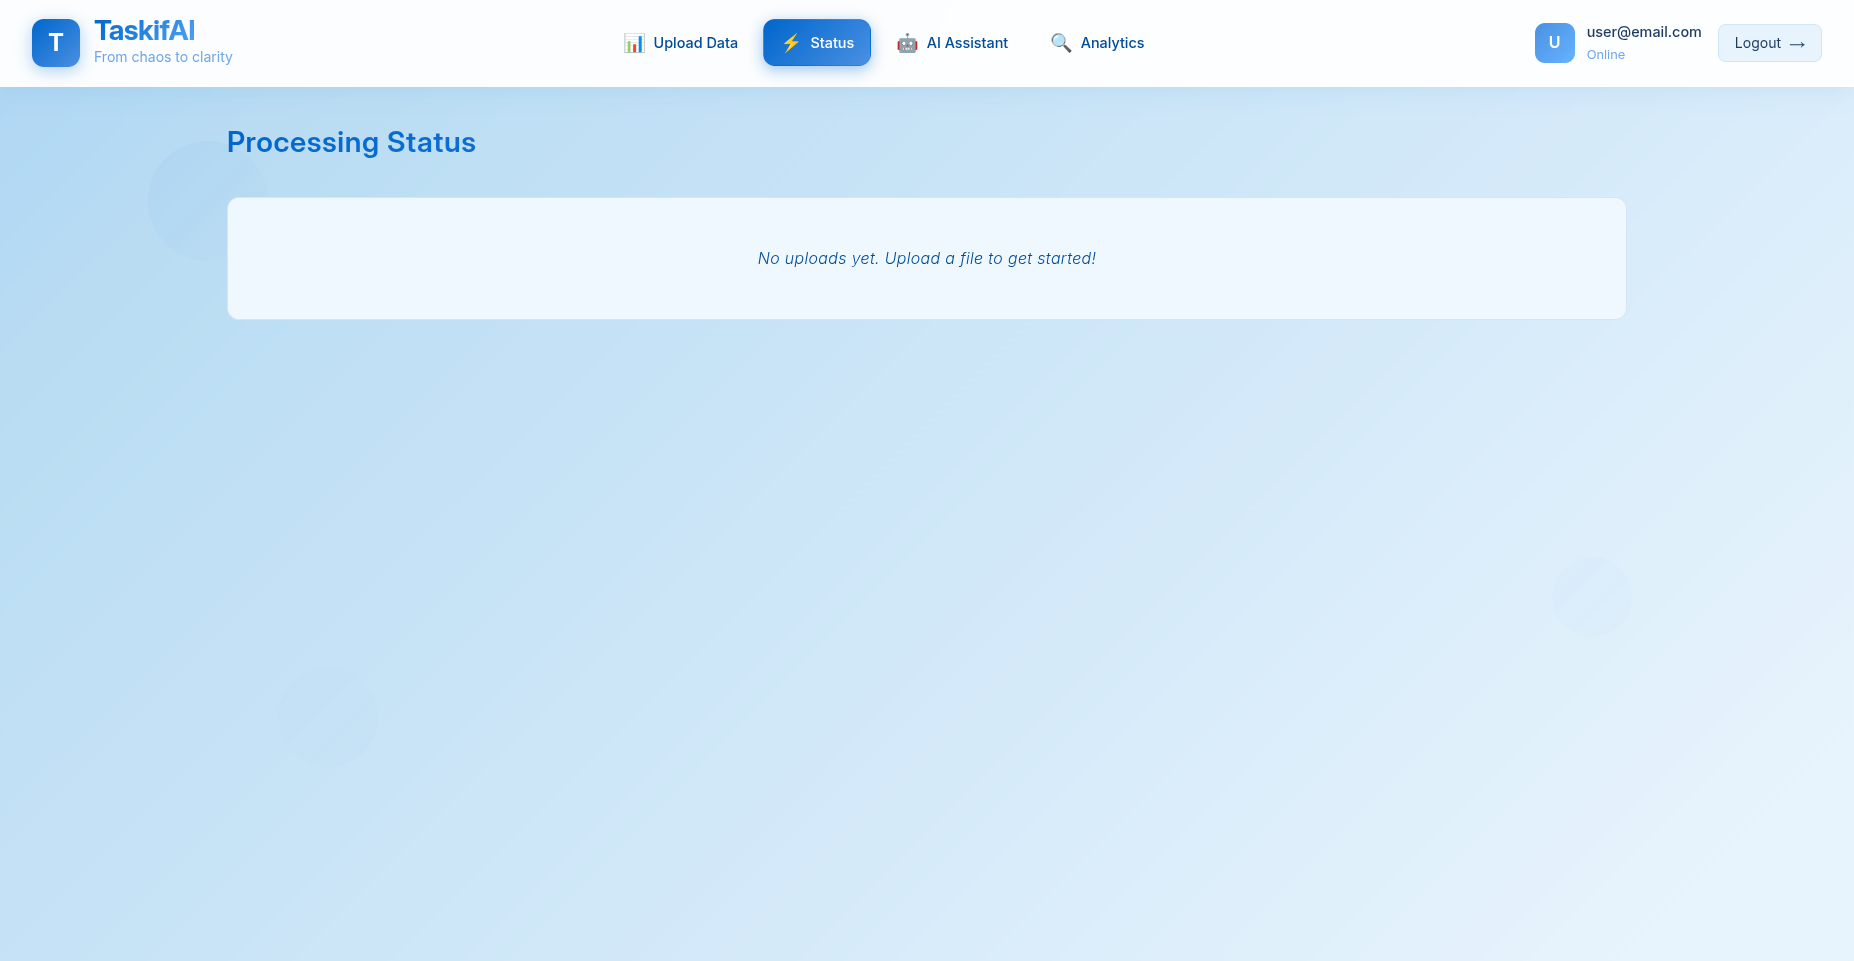 T
TaskifAI
From chaos to clarity
Upload Data
Status
AI Assistant
Analytics
U
user@email.com
Online
Logout →
Processing Status
No uploads yet. Upload a file to get started!